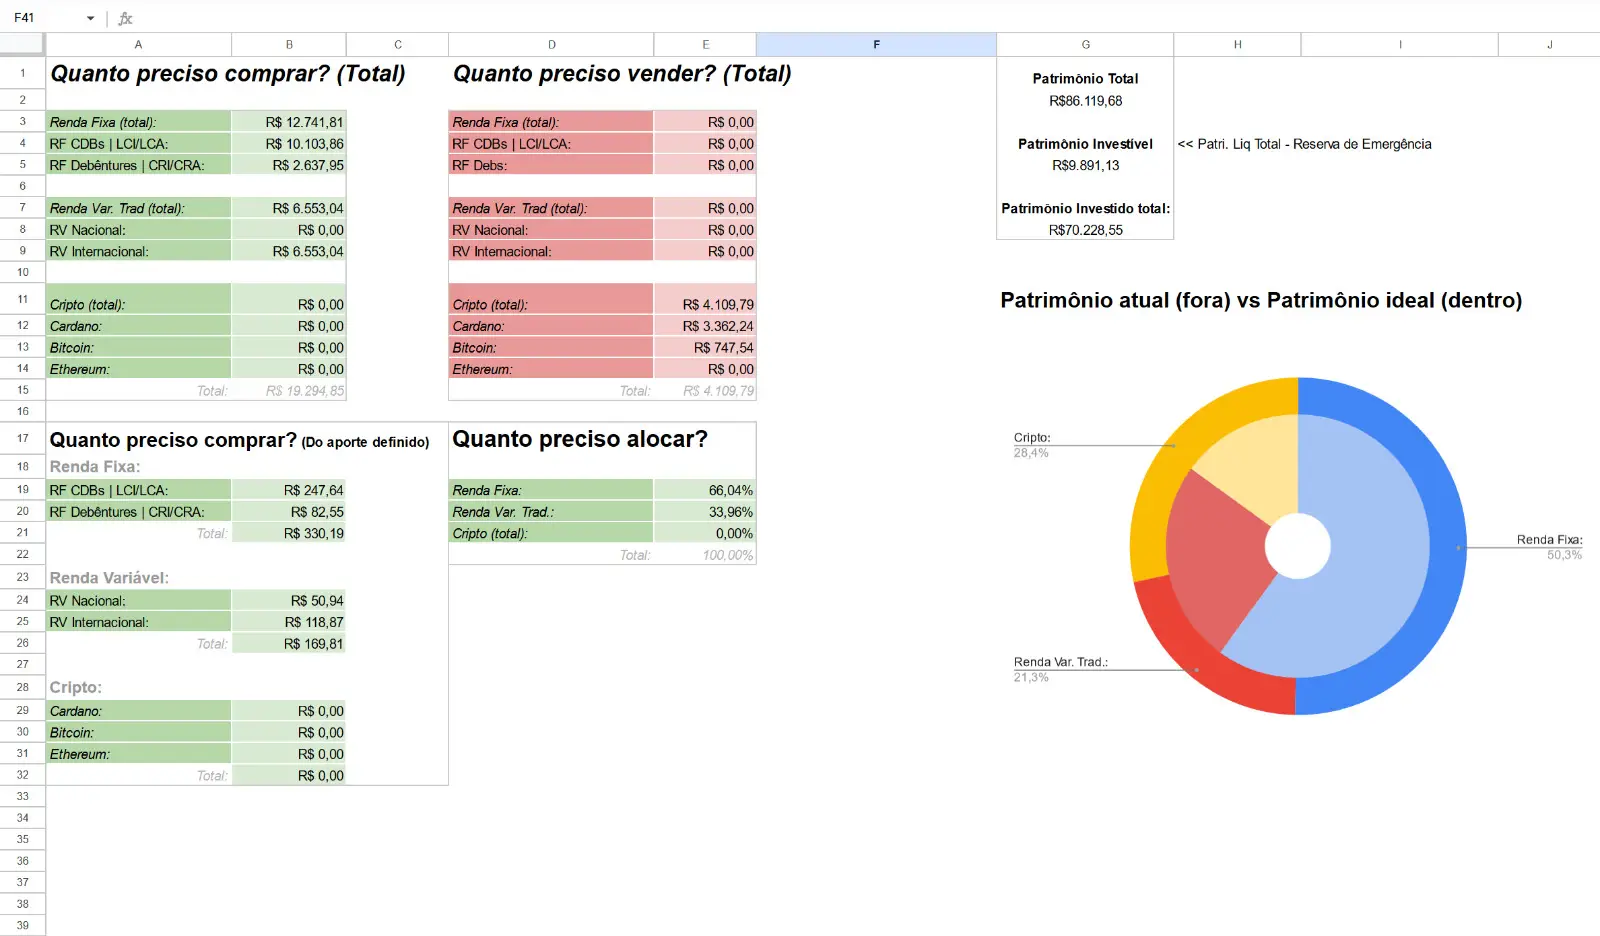 F41
fx
A B C D E F G H I J
1 Quanto preciso comprar? (Total) Quanto preciso vender? (Total) Patrimônio Total
2 R$86.119,68
3 Renda Fixa (total): R$ 12.741,81 Renda Fixa (total): R$ 0,00
4 RF CDBs | LCI/LCA: R$ 10.103,86 RF CDBs | LCI/LCA: R$ 0,00 Patrimônio Investível << Patri. Liq Total - Reserva de Emergência
5 RF Debêntures | CRI/CRA: R$ 2.637,95 RF Debs: R$ 0,00 R$9.891,13
6
7 Renda Var. Trad (total): R$ 6.553,04 Renda Var. Trad (total): R$ 0,00 Patrimônio Investido total:
8 RV Nacional: R$ 0,00 RV Nacional: R$ 0,00 R$70.228,55
9 RV Internacional: R$ 6.553,04 RV Internacional: R$ 0,00
10
11 Cripto (total): R$ 0,00 Cripto (total): R$ 4.109,79
Patrimônio atual (fora) vs Patrimônio ideal (dentro)
12 Cardano: R$ 0,00 Cardano: R$ 3.362,24
13 Bitcoin: R$ 0,00 Bitcoin: R$ 747,54
14 Ethereum: R$ 0,00 Ethereum: R$ 0,00
15 Total: R$ 19.294,85 Total: R$ 4.109,79
16
17 Quanto preciso comprar? (Do aporte definido) Quanto preciso alocar?
18 Renda Fixa:
19 RF CDBs | LCI/LCA: R$ 247,64 Renda Fixa: 66,04%
20 RF Debêntures | CRI/CRA: R$ 82,55 Renda Var. Trad.: 33,96%
21 Total: R$ 330,19 Cripto (total): 0,00%
22 Total: 100,00%
23 Renda Variável:
24 RV Nacional: R$ 50,94
25 RV Internacional: R$ 118,87
26 Total: R$ 169,81
27
28 Cripto:
29 Cardano: R$ 0,00
30 Bitcoin: R$ 0,00
31 Ethereum: R$ 0,00
32 Total: R$ 0,00
33
34
35
36
37
38
39
Cripto:
28,4%
Renda Fixa:
50,3%
Renda Var. Trad.:
21,3%